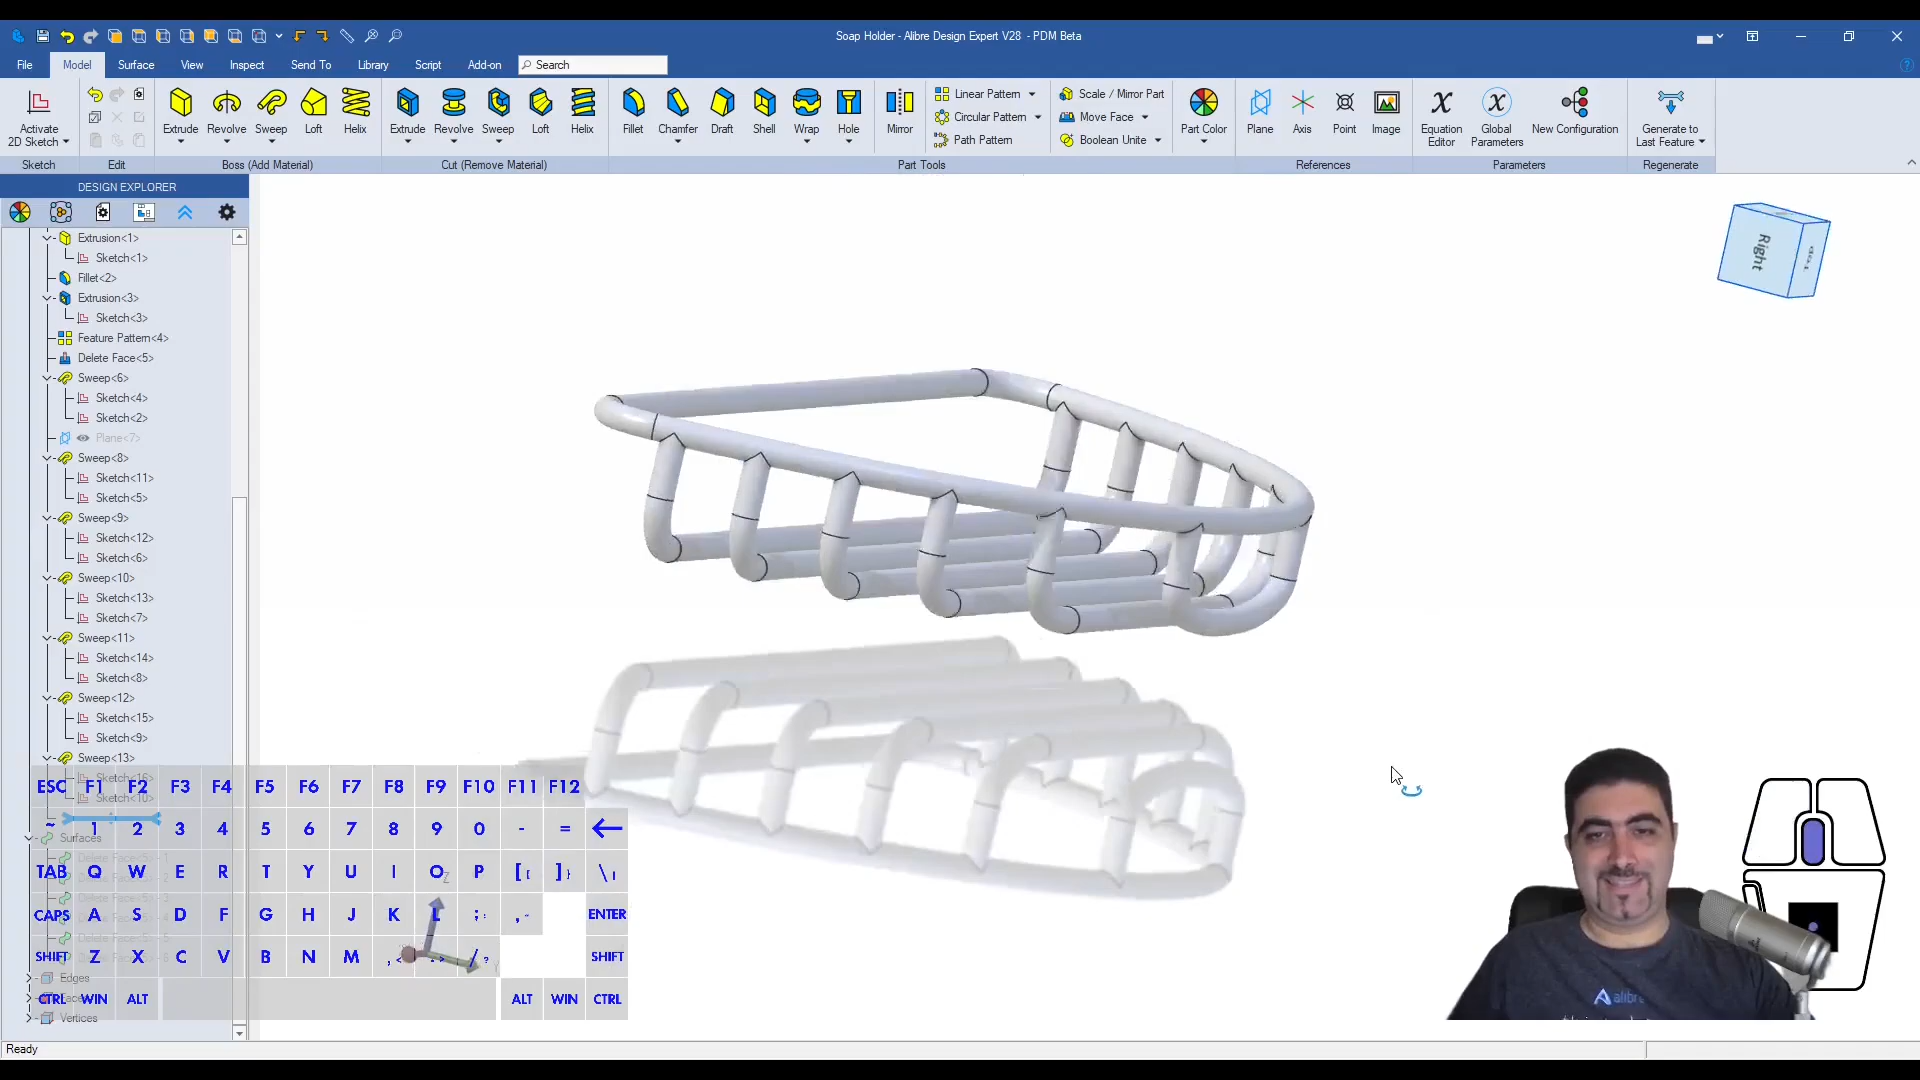 Soap Holder - Alibre Design Expert V28 - PDM Beta
File Model Surface View Inspect Send To Library Script Add-on Search
Activate
2D Sketch
Sketch
Edit
Extrude Revolve Sweep Loft Helix
Boss (Add Material)
Extrude Revolve Sweep Loft Helix
Cut (Remove Material)
Fillet Chamfer Draft Shell Wrap Hole Mirror
Linear Pattern
Circular Pattern
Path Pattern
Scale / Mirror Part
Move Face
Boolean Unite
Part Color
Part Tools
Plane Axis Point Image
References
Equation
Editor
Global
Parameters
New Configuration
Parameters
Generate to
Last Feature
Regenerate
DESIGN EXPLORER
Extrusion<1>
Sketch<1>
Fillet<2>
Extrusion<3>
Sketch<3>
Feature Pattern<4>
Delete Face<5>
Sweep<6>
Sketch<4>
Sketch<2>
Plane<7>
Sweep<8>
Sketch<11>
Sketch<5>
Sweep<9>
Sketch<12>
Sketch<6>
Sweep<10>
Sketch<13>
Sketch<7>
Sweep<11>
Sketch<14>
Sketch<8>
Sweep<12>
Sketch<15>
Sketch<9>
Sweep<13>
Sketch<16>
Sketch<10>
Surfaces
Edges
Faces
Vertices
ESC F1 F2 F3 F4 F5 F6 F7 F8 F9 F10 F11 F12
~ 1 2 3 4 5 6 7 8 9 0 - = ←
TAB Q W E R T Y U I O P [ ] \
CAPS A S D F G H J K L ; ENTER
SHIFT Z X C V B N M , < . > / ? SHIFT
CTRL WIN ALT ALT WIN CTRL
Z
Right
alibre
Ready